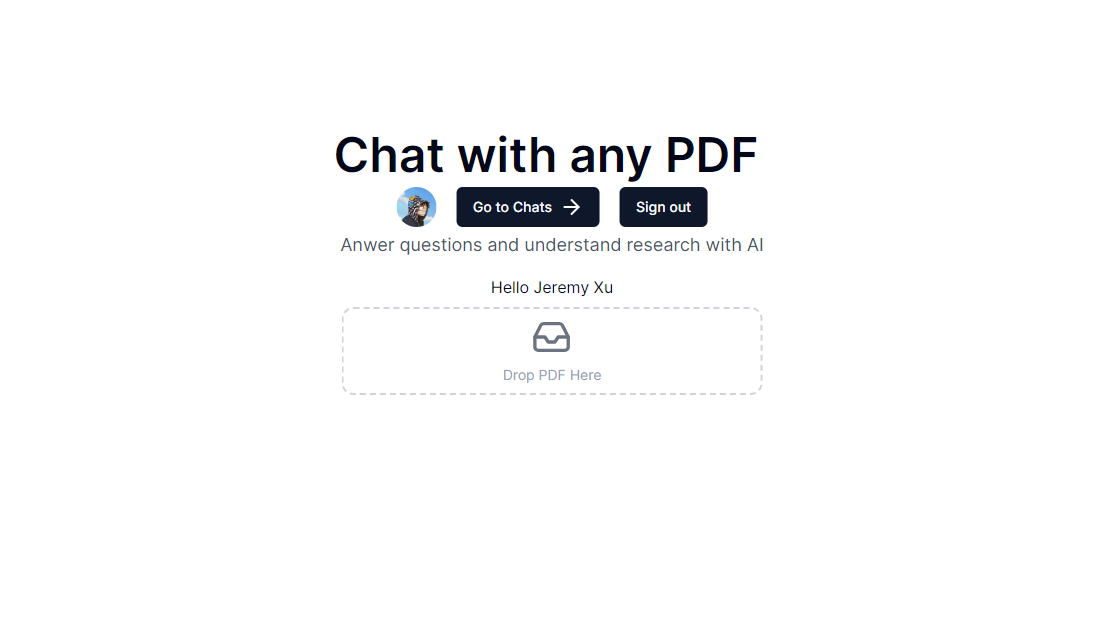 Chat with any PDF
Go to Chats Sign out
Anwer questions and understand research with AI
Hello Jeremy Xu
Drop PDF Here